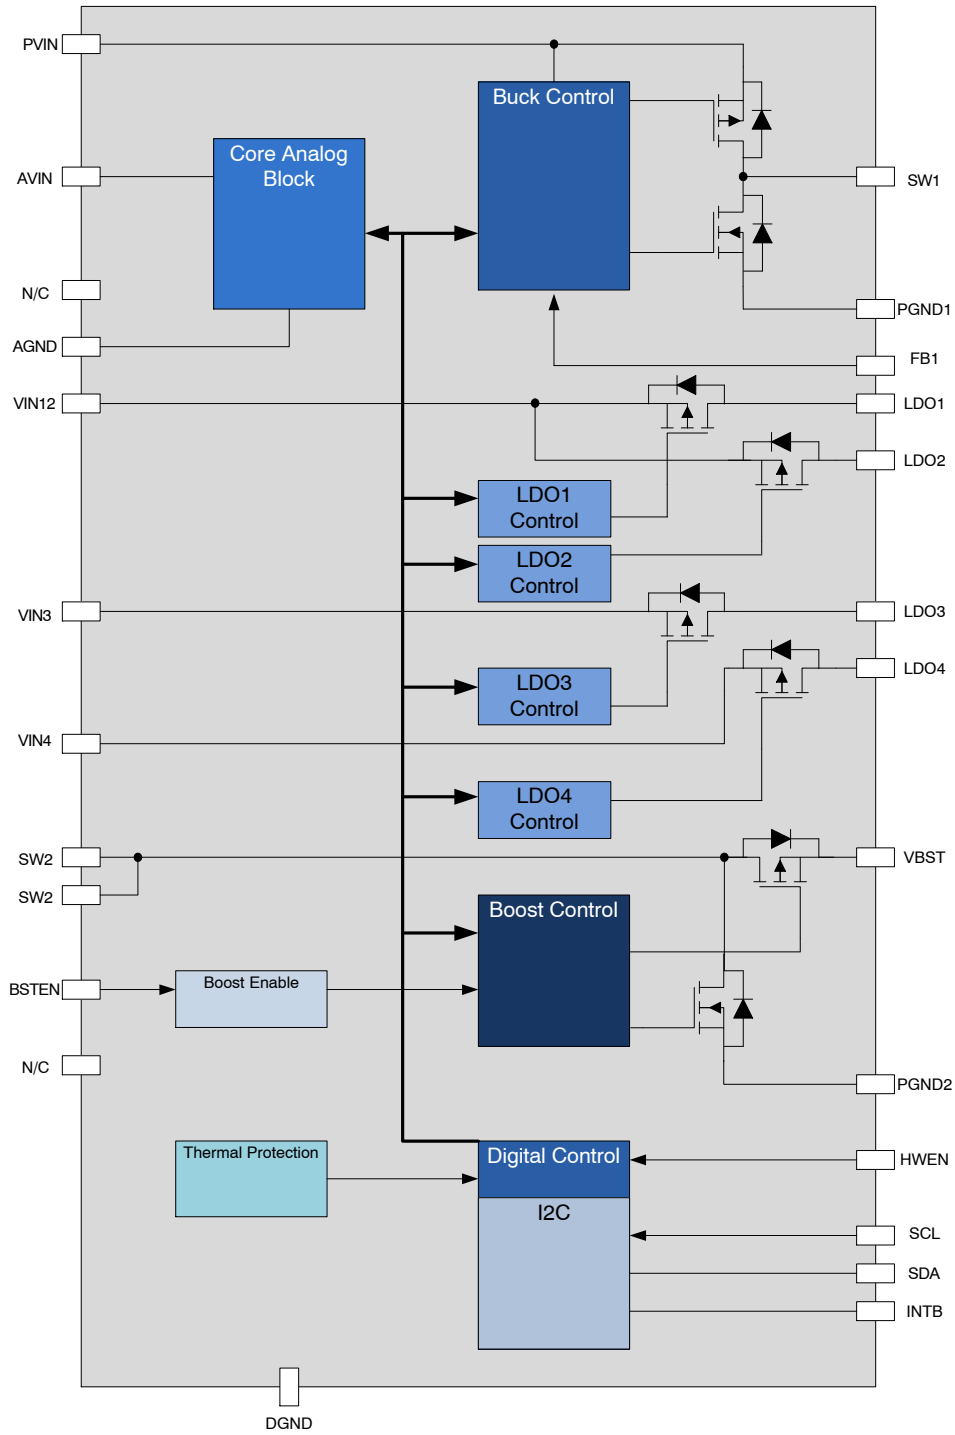 PVIN
Buck Control
Core Analog
Block
AVIN
SW1
N/C
PGND1
AGND
FB1
VIN12
LDO1
LDO2
LDO1
Control
LDO2
Control
VIN3
LDO3
LDO4
LDO3
Control
VIN4
LDO4
Control
SW2
VBST
SW2
Boost Control
BSTEN
Boost Enable
N/C
PGND2
Thermal Protection
Digital Control
HWEN
I2C
SCL
SDA
INTB
DGND